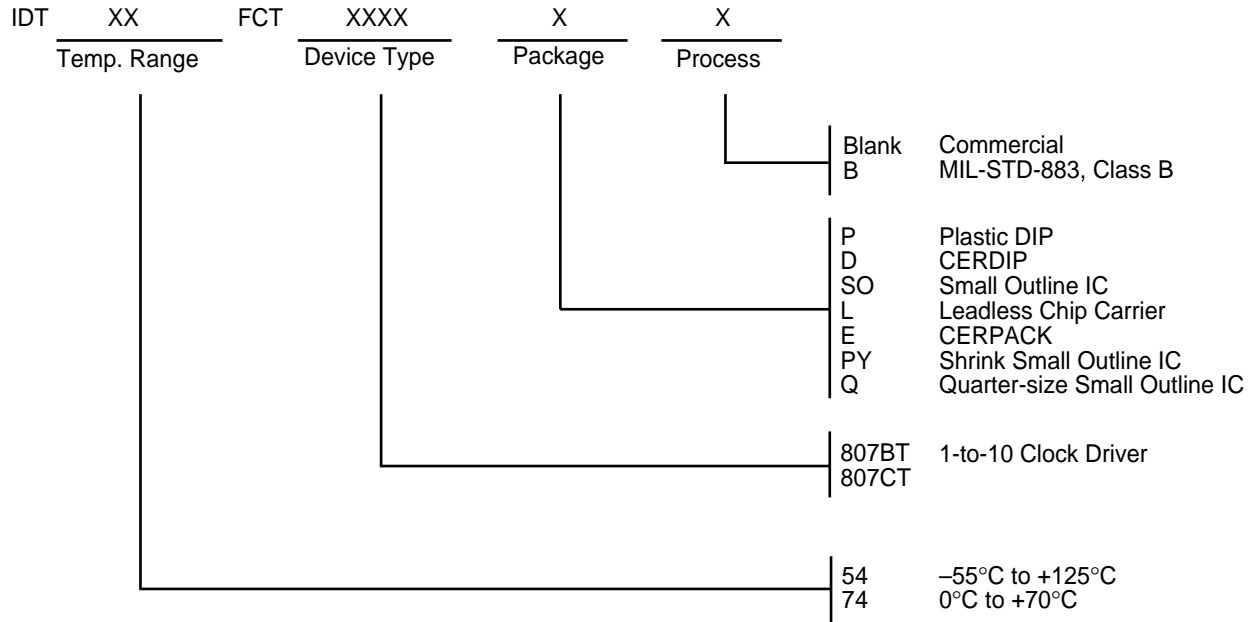 IDT XX FCT XXXX X X
Temp. Range Device Type Package Process
Blank Commercial
B MIL-STD-883, Class B
P Plastic DIP
D CERDIP
SO Small Outline IC
L Leadless Chip Carrier
E CERPACK
PY Shrink Small Outline IC
Q Quarter-size Small Outline IC
807BT 1-to-10 Clock Driver
807CT
54 –55°C to +125°C
74 0°C to +70°C